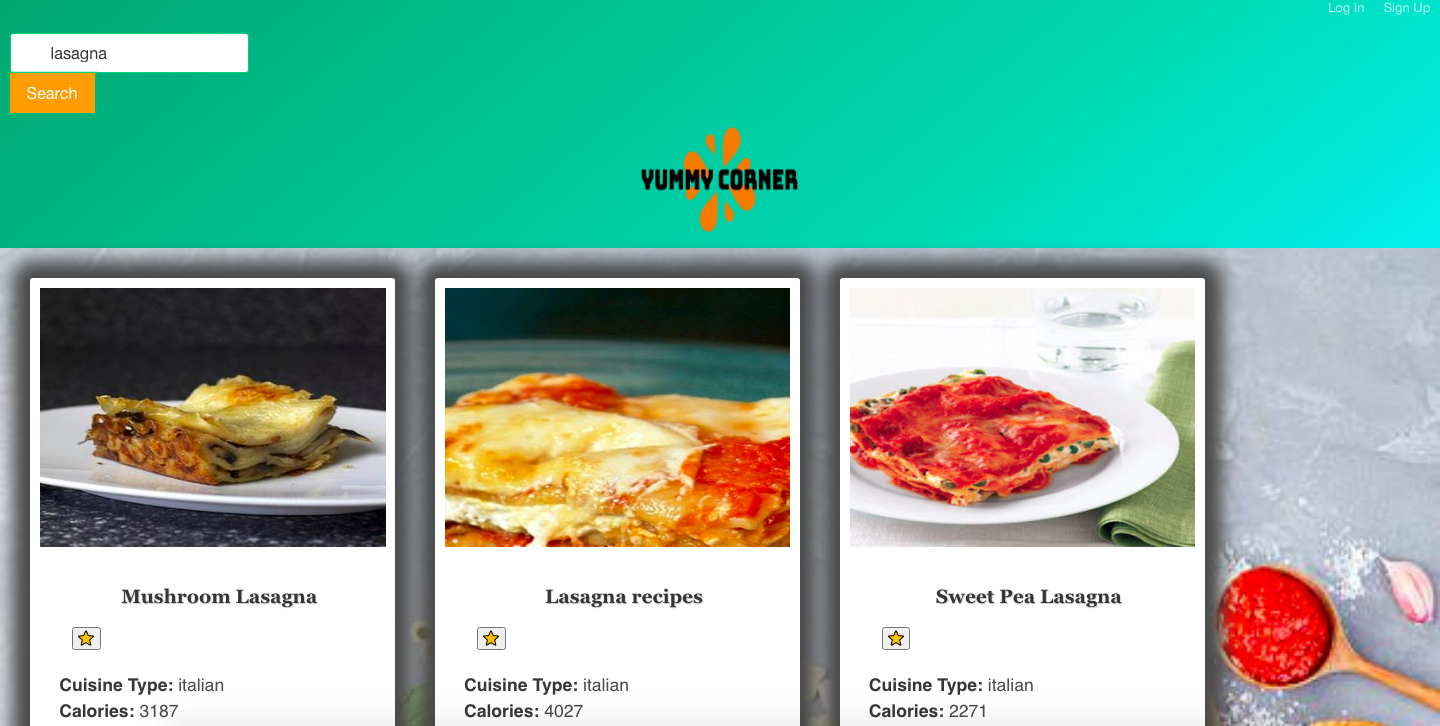 Log In Sign Up
lasagna
Search
YUMMY CORNER
Mushroom Lasagna
Lasagna recipes
Sweet Pea Lasagna
Cuisine Type: italian
Calories: 3187
Cuisine Type: italian
Calories: 4027
Cuisine Type: italian
Calories: 2271